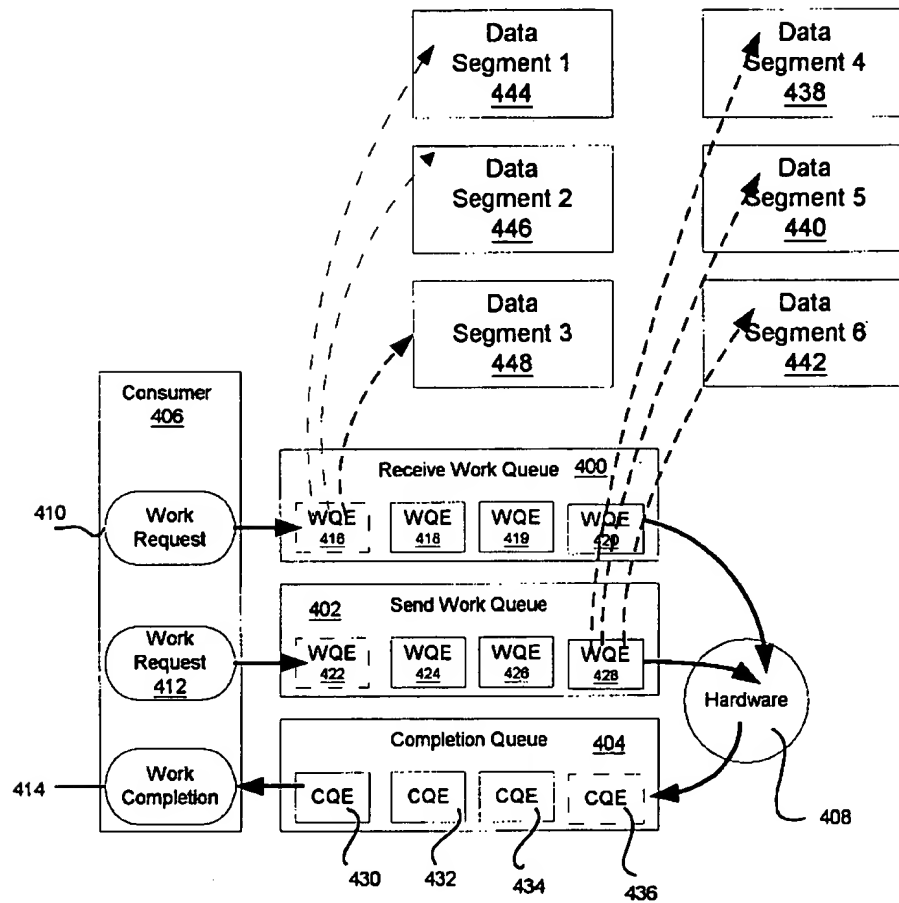 Data
Segment 1
444
Data
Segment 4
438
Data
Segment 2
446
Data
Segment 5
440
Data
Segment 3
448
Data
Segment 6
442
Consumer
406
Receive Work Queue 400
410
Work
Request
WQE
416
WQE
418
WQE
419
WQE
420
402 Send Work Queue
Work
Request
412
WQE
422
WQE
424
WQE
426
WQE
428
Hardware
Completion Queue 404
414
Work
Completion
CQE
CQE
CQE
CQE
408
430
432
434
436